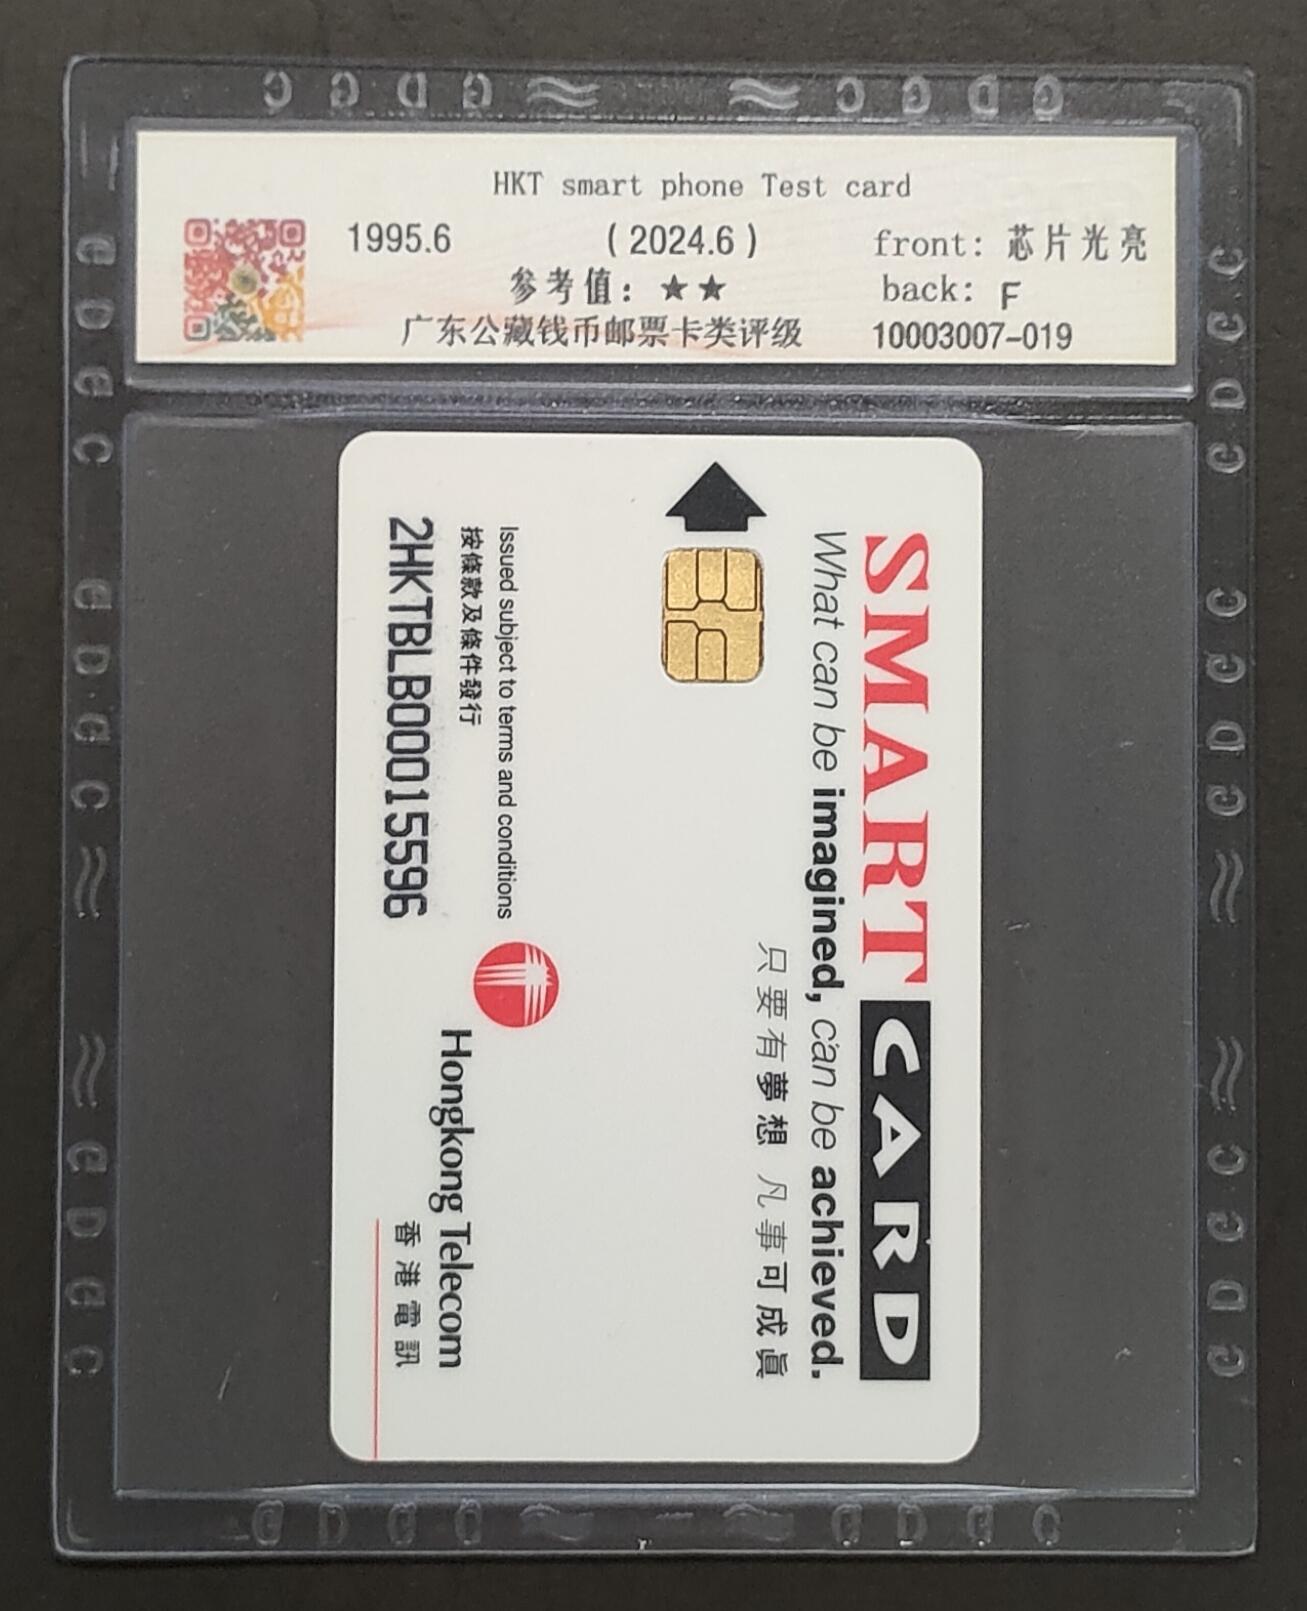 HKT smart phone Test card
1995.6 (2024.6) front: 芯片光亮
参考值: ★★ back: F
广东公藏钱币邮票卡类评级 10003007-019
SMART CARD
What can be imagined, can be achieved.
只要有夢想 凡事可成眞
Issued subject to terms and conditions
按條款及條件發行
2HKTBLB00015596
Hongkong Telecom
香港電訊